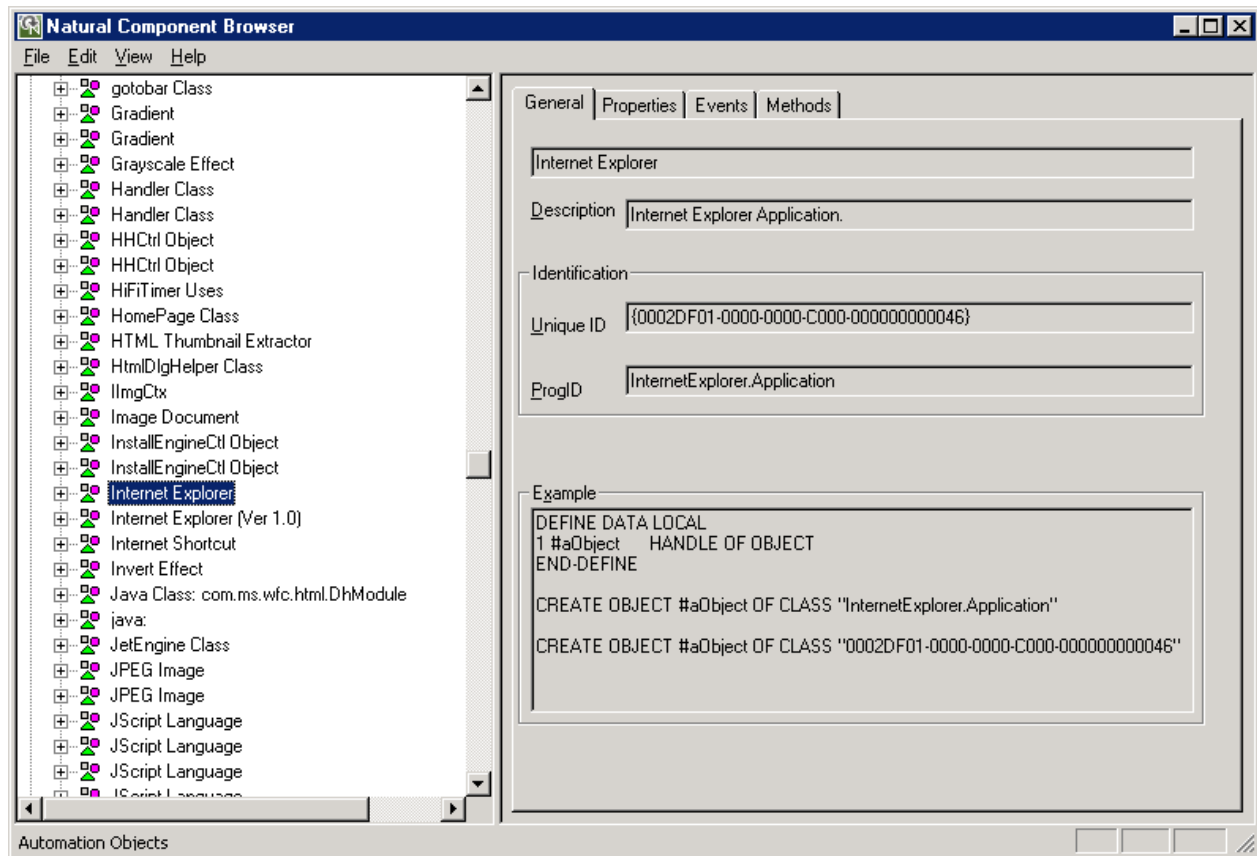 Natural Component Browser
File Edit View Help
gotobar Class
Gradient
Gradient
Grayscale Effect
Handler Class
Handler Class
HHCtrl Object
HHCtrl Object
HiFiTimer Uses
HomePage Class
HTML Thumbnail Extractor
HtmlDlgHelper Class
IImgCtx
Image Document
InstallEngineCtl Object
InstallEngineCtl Object
Internet Explorer
Internet Explorer (Ver 1.0)
Internet Shortcut
Invert Effect
Java Class: com.ms.wfc.html.DhModule
java:
JetEngine Class
JPEG Image
JPEG Image
JScript Language
JScript Language
JScript Language
JScript Language
General Properties Events Methods
Internet Explorer
Description Internet Explorer Application.
Identification
Unique ID {0002DF01-0000-0000-C000-000000000046}
ProgID InternetExplorer.Application
Example
DEFINE DATA LOCAL
1 #aObject HANDLE OF OBJECT
END-DEFINE
CREATE OBJECT #aObject OF CLASS "InternetExplorer.Application"
CREATE OBJECT #aObject OF CLASS "0002DF01-0000-0000-C000-000000000046"
Automation Objects